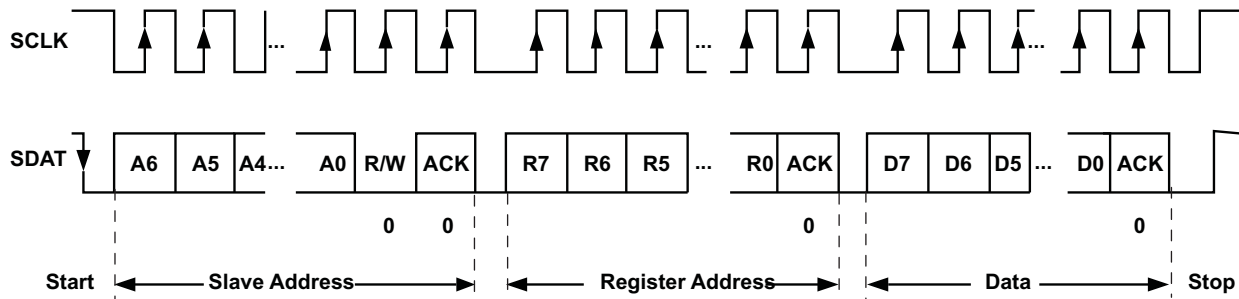 SCLK ... ... ...
SDAT A6 A5 A4... A0 R/W ACK R7 R6 R5 ... R0 ACK D7 D6 D5 ... D0 ACK
0 0 0 0
Start Slave Address Register Address Data Stop